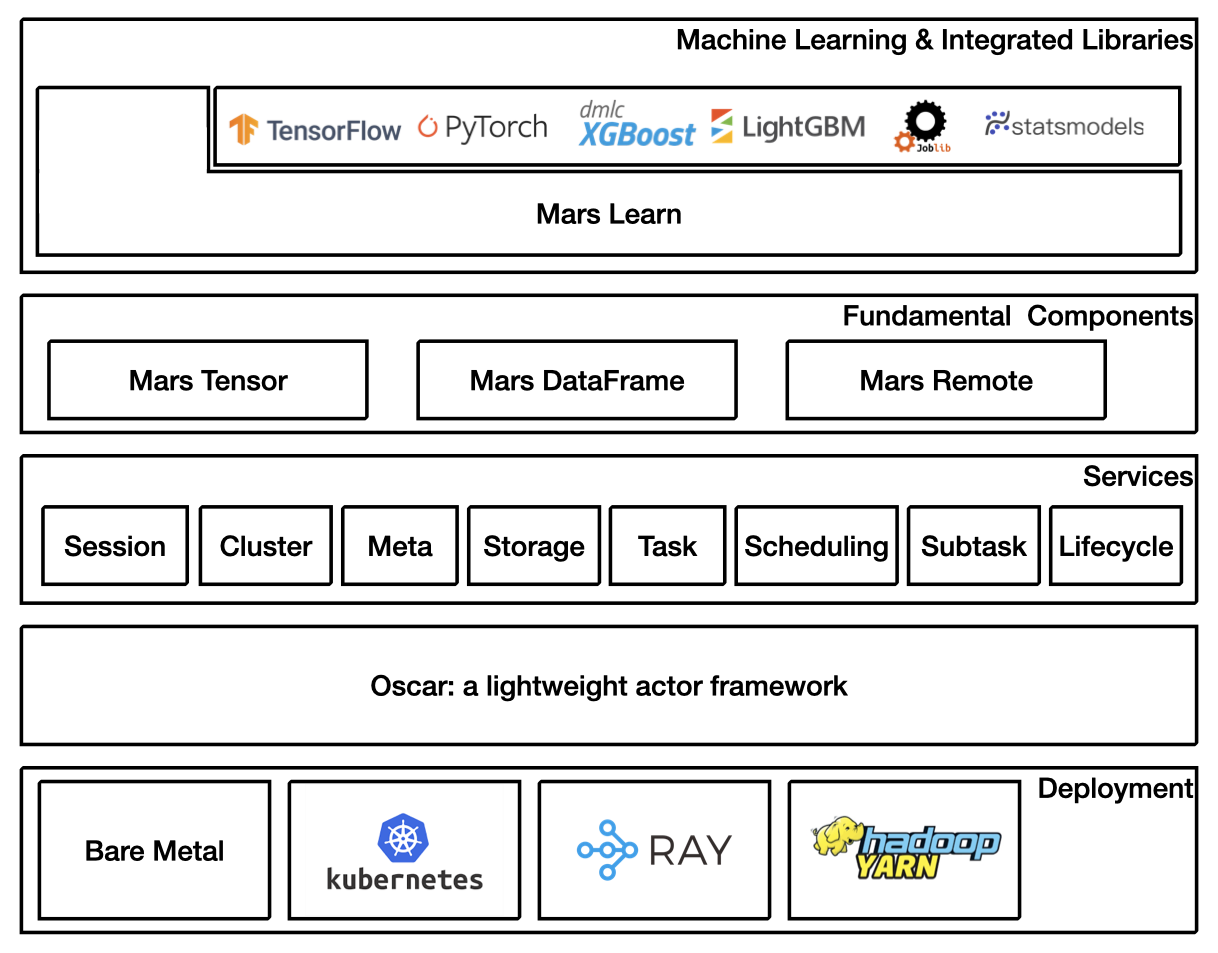 Machine Learning & Integrated Libraries
TensorFlow PyTorch dmlc XGBoost LightGBM Joblib statsmodels
Mars Learn
Fundamental Components
Mars Tensor Mars DataFrame Mars Remote
Services
Session Cluster Meta Storage Task Scheduling Subtask Lifecycle
Oscar: a lightweight actor framework
Deployment
Bare Metal kubernetes RAY hadoop YARN